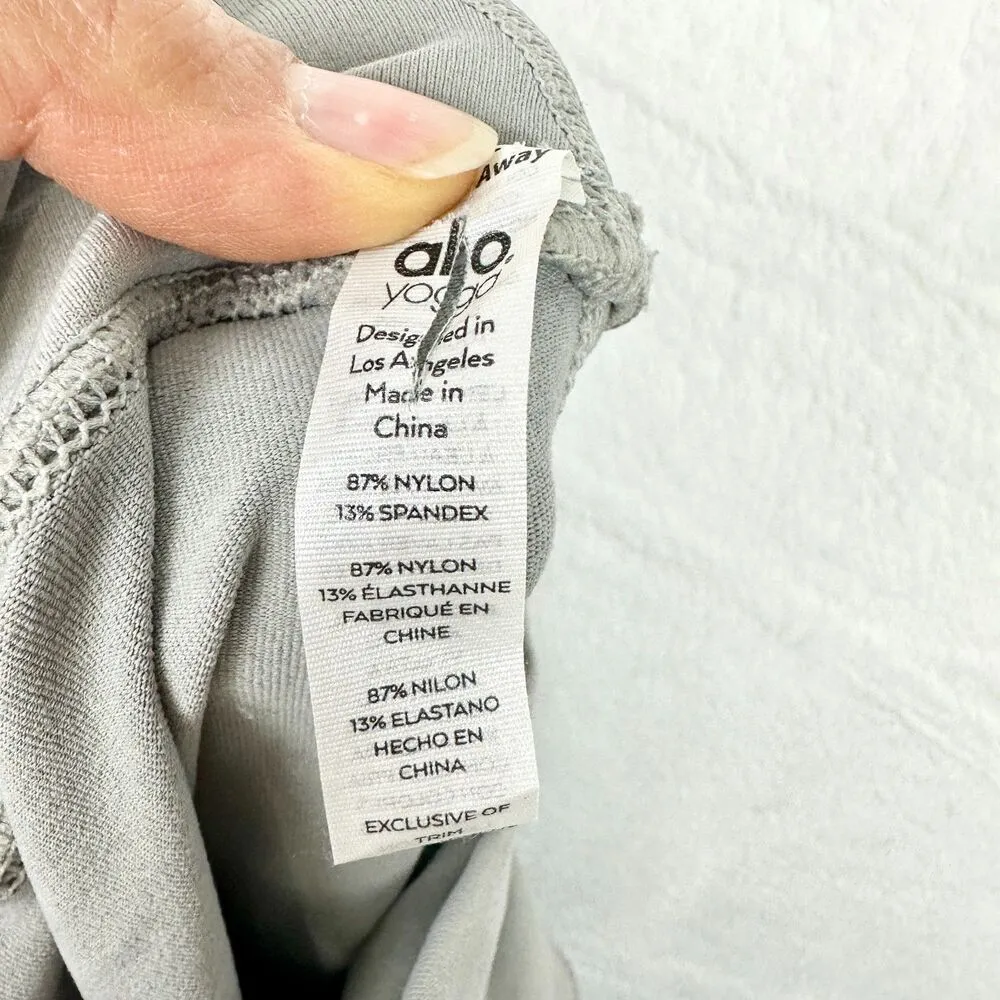 Away
alo
yoga
Designed in
Los Angeles
Made in
China
87% NYLON
13% SPANDEX
87% NYLON
13% ÉLASTHANNE
FABRIQUÉ EN
CHINE
87% NILON
13% ELASTANO
HECHO EN
CHINA
EXCLUSIVE OF
TRIM